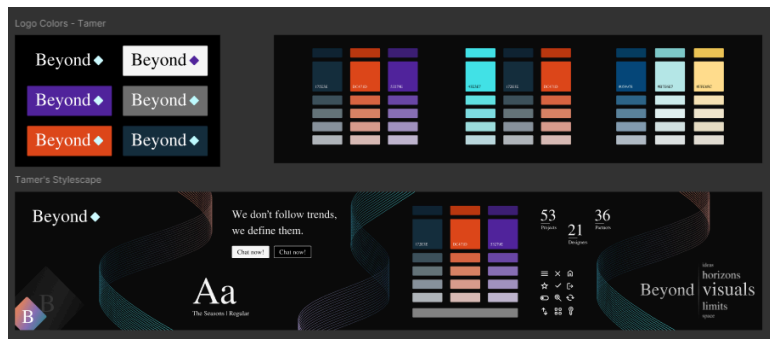 Logo Colors - Tamer
Beyond
Beyond
Beyond
Beyond
Beyond
Beyond
Tamer's Stylescape
Beyond
We don't follow trends,
we define them.
Chat now!
Chat now!
Aa
The Seasons | Regular
B
B
53
Projects
21
Designers
36
Partners
Beyond
ideas
horizons
visuals
limits
space